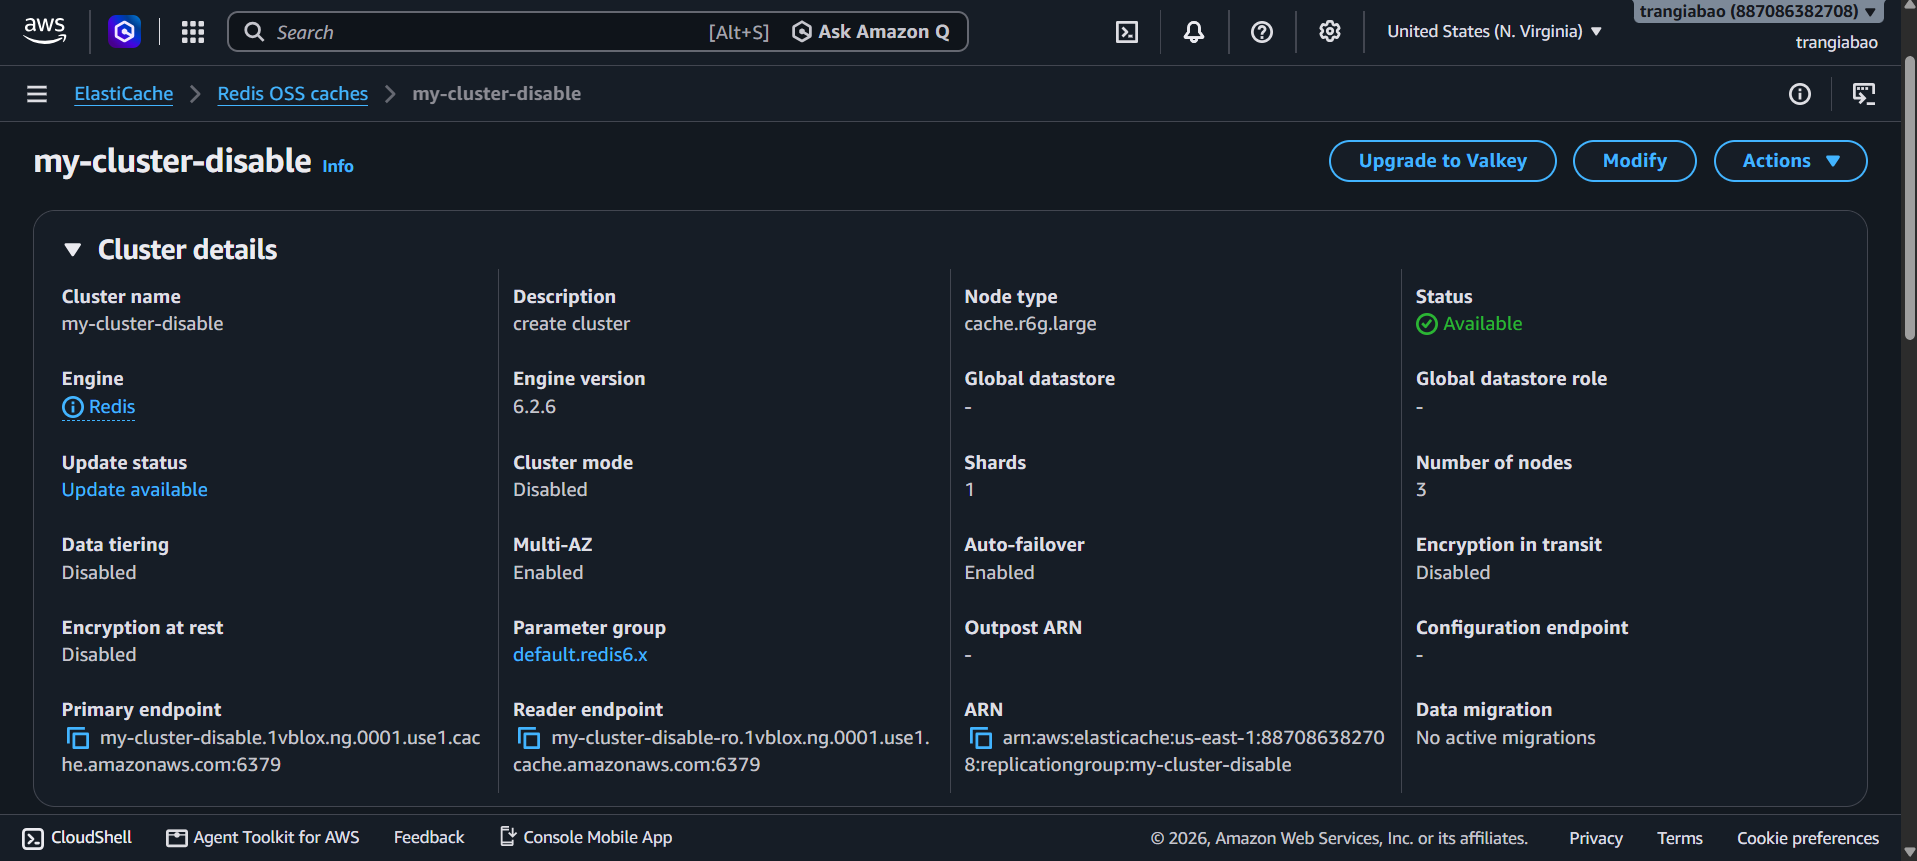 aws
Search [Alt+S] Ask Amazon Q
United States (N. Virginia)
trangiabao (887086382708)
trangiabao
ElastiCache
Redis OSS caches
my-cluster-disable
my-cluster-disable Info
Upgrade to Valkey
Modify
Actions
Cluster details
Cluster name
my-cluster-disable
Description
create cluster
Node type
cache.r6g.large
Status
Available
Engine
Redis
Engine version
6.2.6
Global datastore
-
Global datastore role
-
Update status
Update available
Cluster mode
Disabled
Shards
1
Number of nodes
3
Data tiering
Disabled
Multi-AZ
Enabled
Auto-failover
Enabled
Encryption in transit
Disabled
Encryption at rest
Disabled
Parameter group
default.redis6.x
Outpost ARN
-
Configuration endpoint
-
Primary endpoint
my-cluster-disable.1vblox.ng.0001.use1.cac
he.amazonaws.com:6379
Reader endpoint
my-cluster-disable-ro.1vblox.ng.0001.use1.
cache.amazonaws.com:6379
ARN
arn:aws:elasticache:us-east-1:88708638270
8:replicationgroup:my-cluster-disable
Data migration
No active migrations
CloudShell
Agent Toolkit for AWS
Feedback
Console Mobile App
© 2026, Amazon Web Services, Inc. or its affiliates.
Privacy
Terms
Cookie preferences